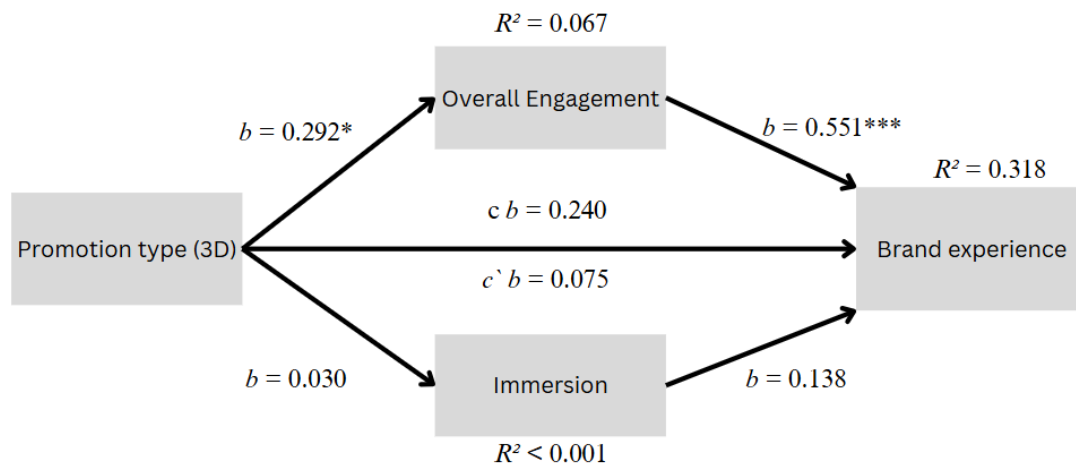 R² = 0.067
Overall Engagement
b = 0.292*
b = 0.551***
R² = 0.318
c b = 0.240
Promotion type (3D)
Brand experience
c` b = 0.075
b = 0.030
Immersion
b = 0.138
R² < 0.001